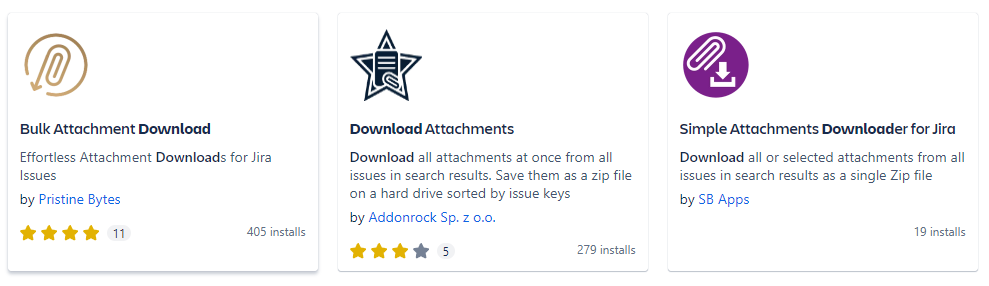 Bulk Attachment Download
Effortless Attachment Downloads for Jira
Issues
by Pristine Bytes
11
405 installs
Download Attachments
Download all attachments at once from all
issues in search results. Save them as a zip file
on a hard drive sorted by issue keys
by Addonrock Sp. z o.o.
5
279 installs
Simple Attachments Downloader for Jira
Download all or selected attachments from all
issues in search results as a single Zip file
by SB Apps
19 installs